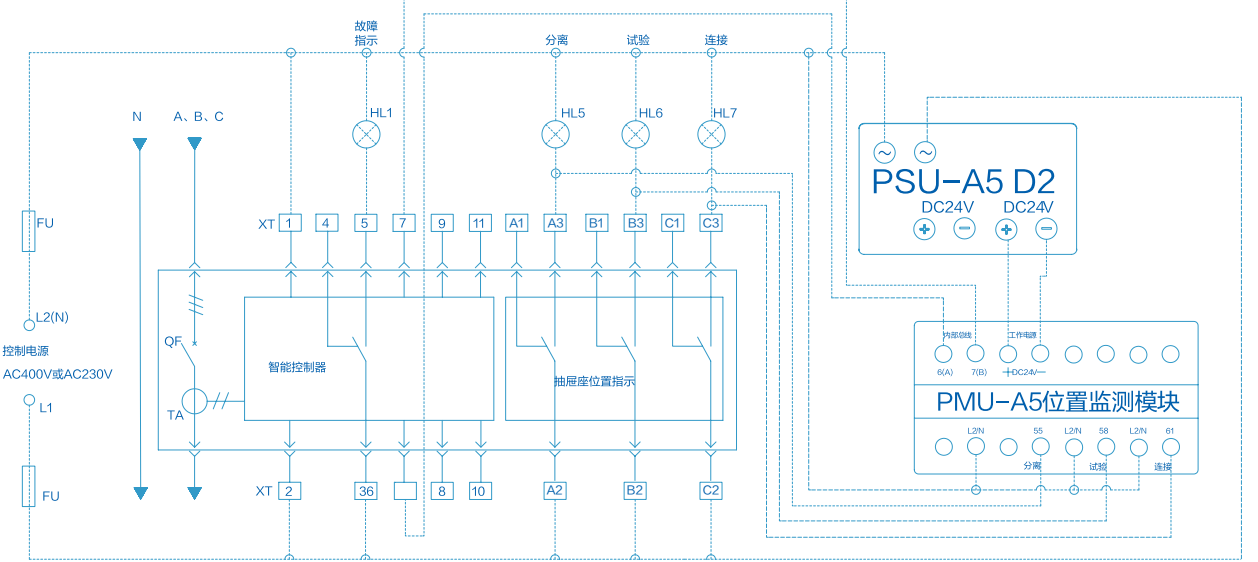 故障
指示
分离
试验
连接
N
A、B、C
HL1
HL5
HL6
HL7
PSU-A5 D2
DC24V
DC24V
FU
XT
1
4
5
7
9
11
A1
A3
B1
B3
C1
C3
L2(N)
QF
控制电源
AC400V或AC230V
智能控制器
抽屉座位置指示
L1
TA
FU
XT
2
36
8
10
A2
B2
C2
内部总线
工作电源
6(A)
7(B)
+DC24V-
PMU-A5位置监测模块
L2/N
55
L2/N
58
L2/N
61
分离
试验
连接